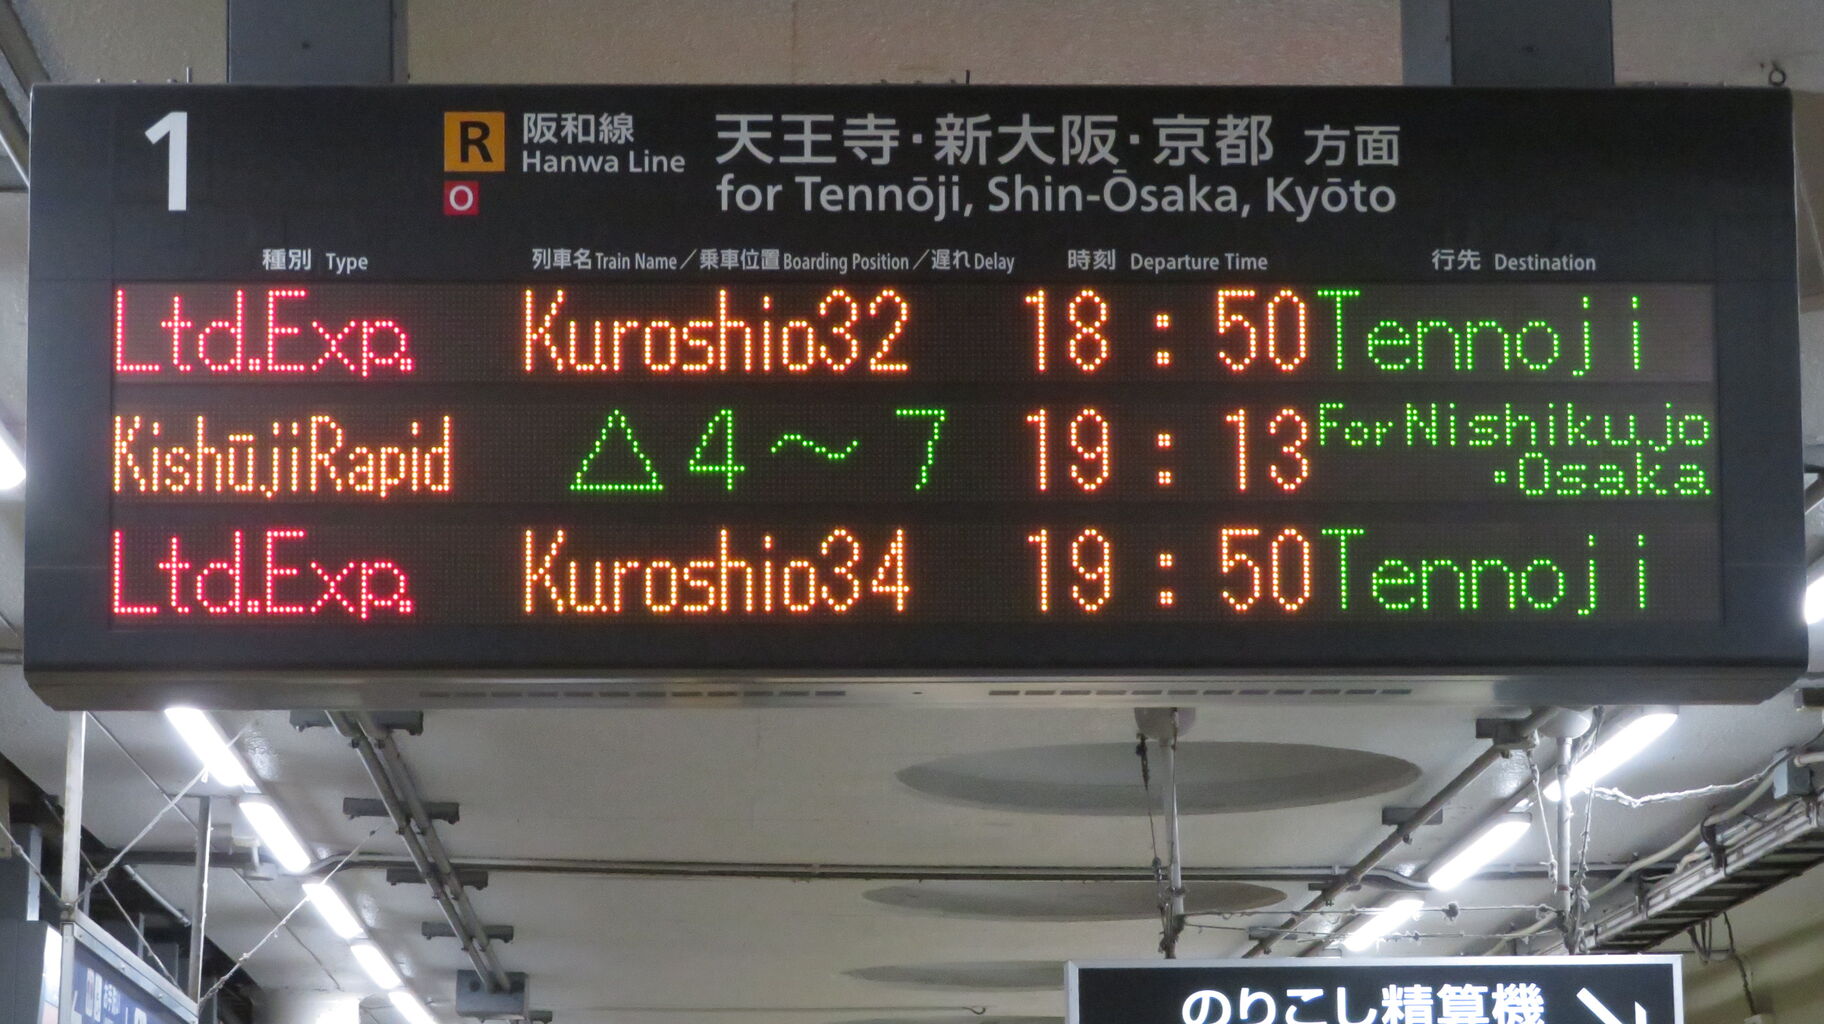 1
R 阪和線 天王寺・新大阪・京都 方面
O Hanwa Line for Tennōji, Shin-Ōsaka, Kyōto
種別 Type 列車名 Train Name／乗車位置 Boarding Position／遅れ Delay 時刻 Departure Time 行先 Destination
Ltd.Exp. Kuroshio32 18:50 Tennoji
KishūjiRapid △4～7 19:13 For Nishikujo
・Osaka
Ltd.Exp. Kuroshio34 19:50 Tennoji
のりこし精算機